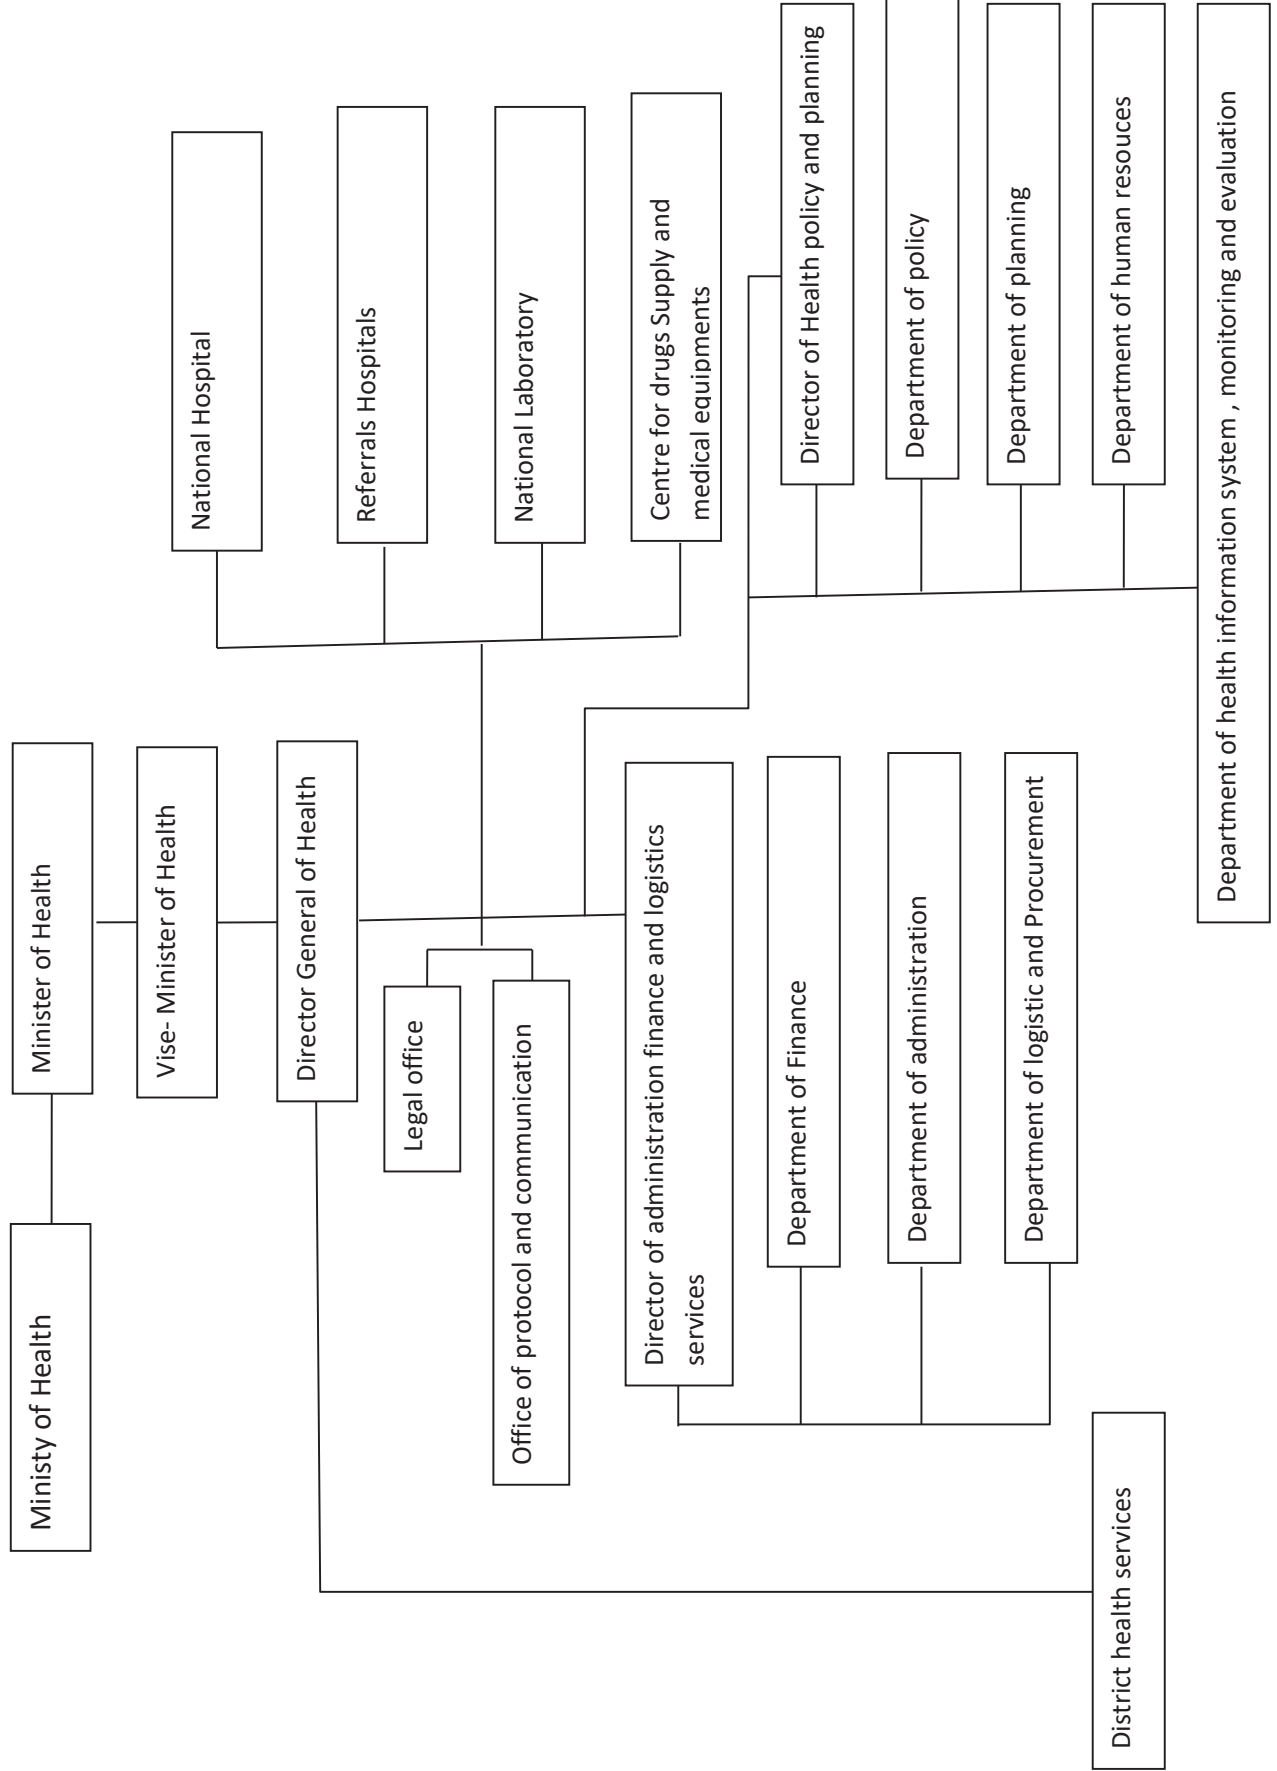 Ministy of Health
Minister of Health
Vise- Minister of Health
Director General of Health
National Hospital
Referrals Hospitals
National Laboratory
Centre for drugs Supply and
medical equipments
Legal office
Office of protocol and communication
Director of administration finance and logistics
services
Department of Finance
Department of administration
Department of logistic and Procurement
Director of Health policy and planning
Department of policy
Department of planning
Department of human resouces
Department of health information system , monitoring and evaluation
District health services